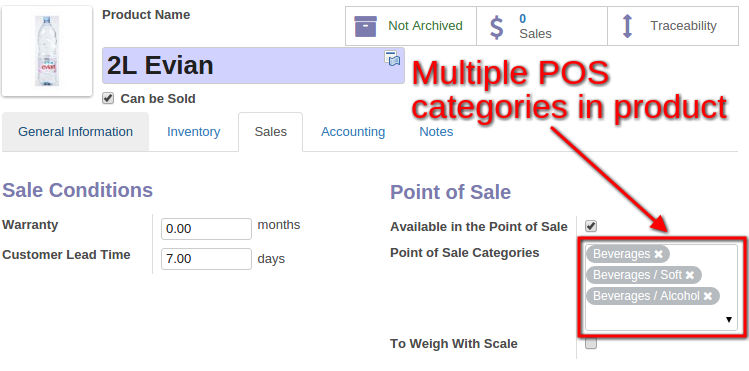 Product Name
Not Archived
0
Sales
Traceability
evian
2L Evian
Multiple POS
categories in product
Can be Sold
General Information
Inventory
Sales
Accounting
Notes
Sale Conditions
Point of Sale
Warranty
0.00
months
Available in the Point of Sale
Customer Lead Time
7.00
days
Point of Sale Categories
Beverages ×
Beverages / Soft ×
Beverages / Alcohol ×
To Weigh With Scale